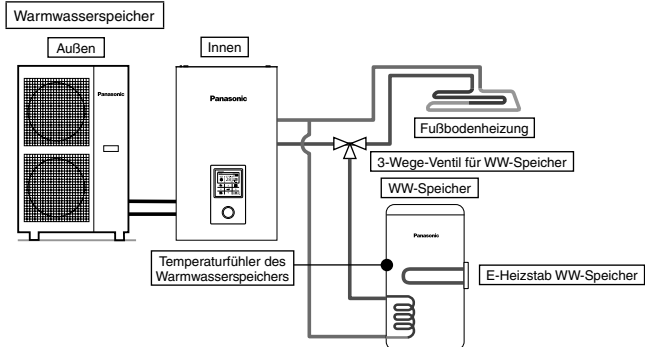 Warmwasserspeicher
Außen
Innen
Panasonic
Panasonic
Fußbodenheizung
3-Wege-Ventil für WW-Speicher
WW-Speicher
Panasonic
Temperaturfühler des
Warmwasserspeichers
E-Heizstab WW-Speicher